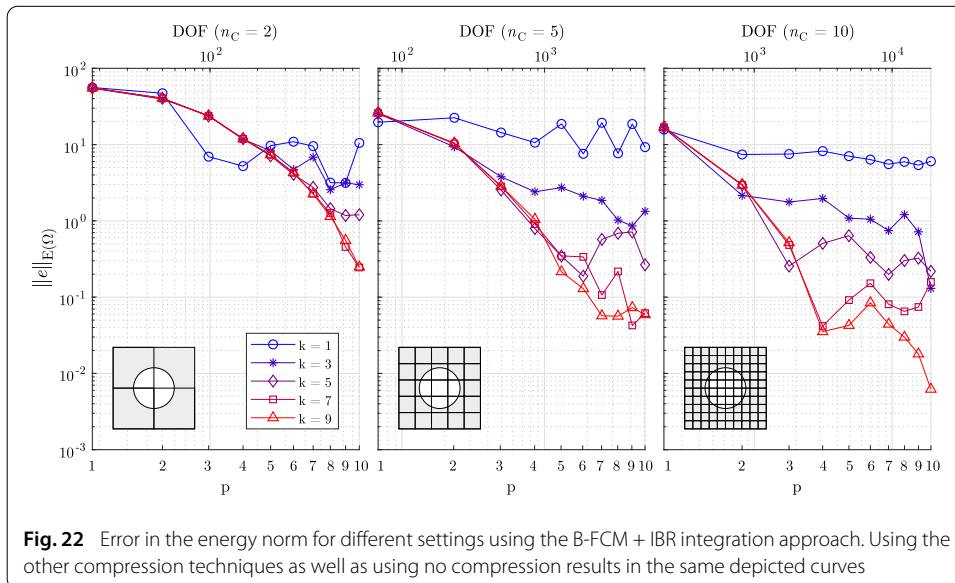 DOF (n_C = 2)
DOF (n_C = 5)
DOF (n_C = 10)
10^2
10^2
10^3
10^3
10^4
10^2
10^1
10^0
10^-1
10^-2
10^-3
||e||_E(Ω)
k = 1
k = 3
k = 5
k = 7
k = 9
1 2 3 4 5 6 7 8 9 10
1 2 3 4 5 6 7 8 9 10
1 2 3 4 5 6 7 8 9 10
p
p
p
Fig. 22 Error in the energy norm for different settings using the B-FCM + IBR integration approach. Using the
other compression techniques as well as using no compression results in the same depicted curves